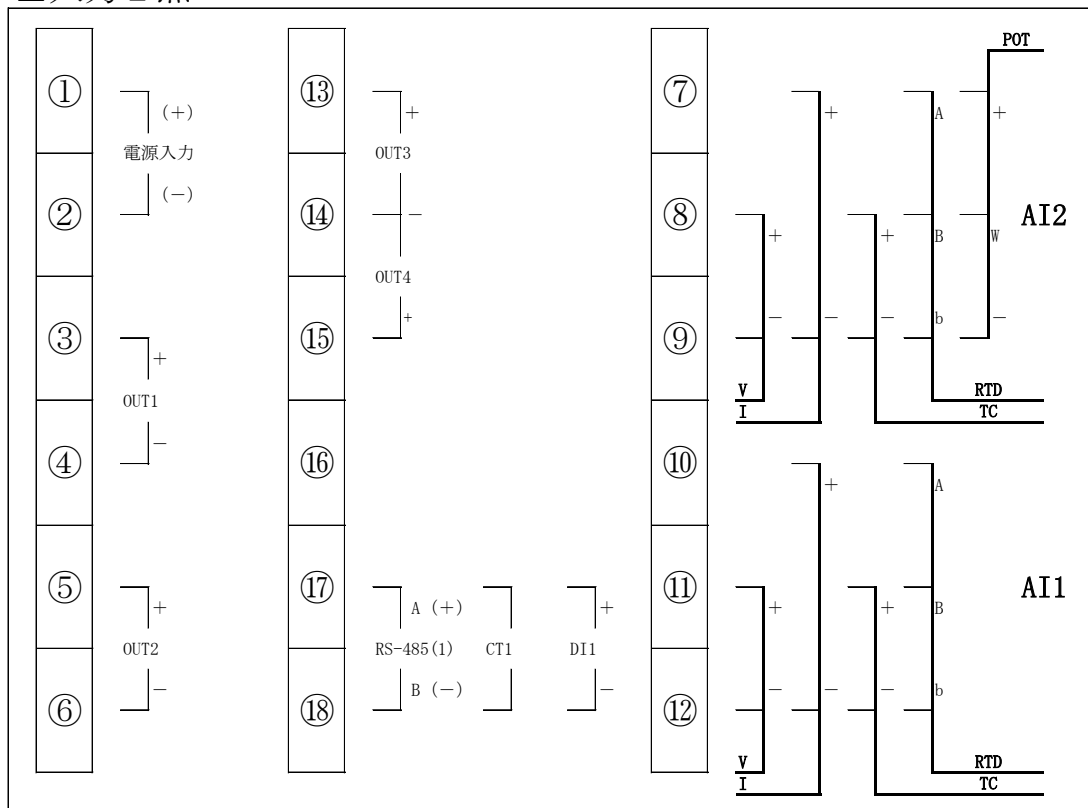 ① ⑬ ⑦ POT
(+) + + A +
電源入力 OUT3
(－)
② ⑭ － ⑧ AI2
+ + B W
OUT4
+ － － － b －
③ ⑮ ⑨
+
OUT1 V RTD
I TC
－
④ ⑯ ⑩
+ A
⑤ ⑰ ⑪ AI1
+ A (+) + + + B
OUT2 RS-485(1) CT1 DI1
－ B (－) － － － － b
⑥ ⑱ ⑫
V RTD
I TC